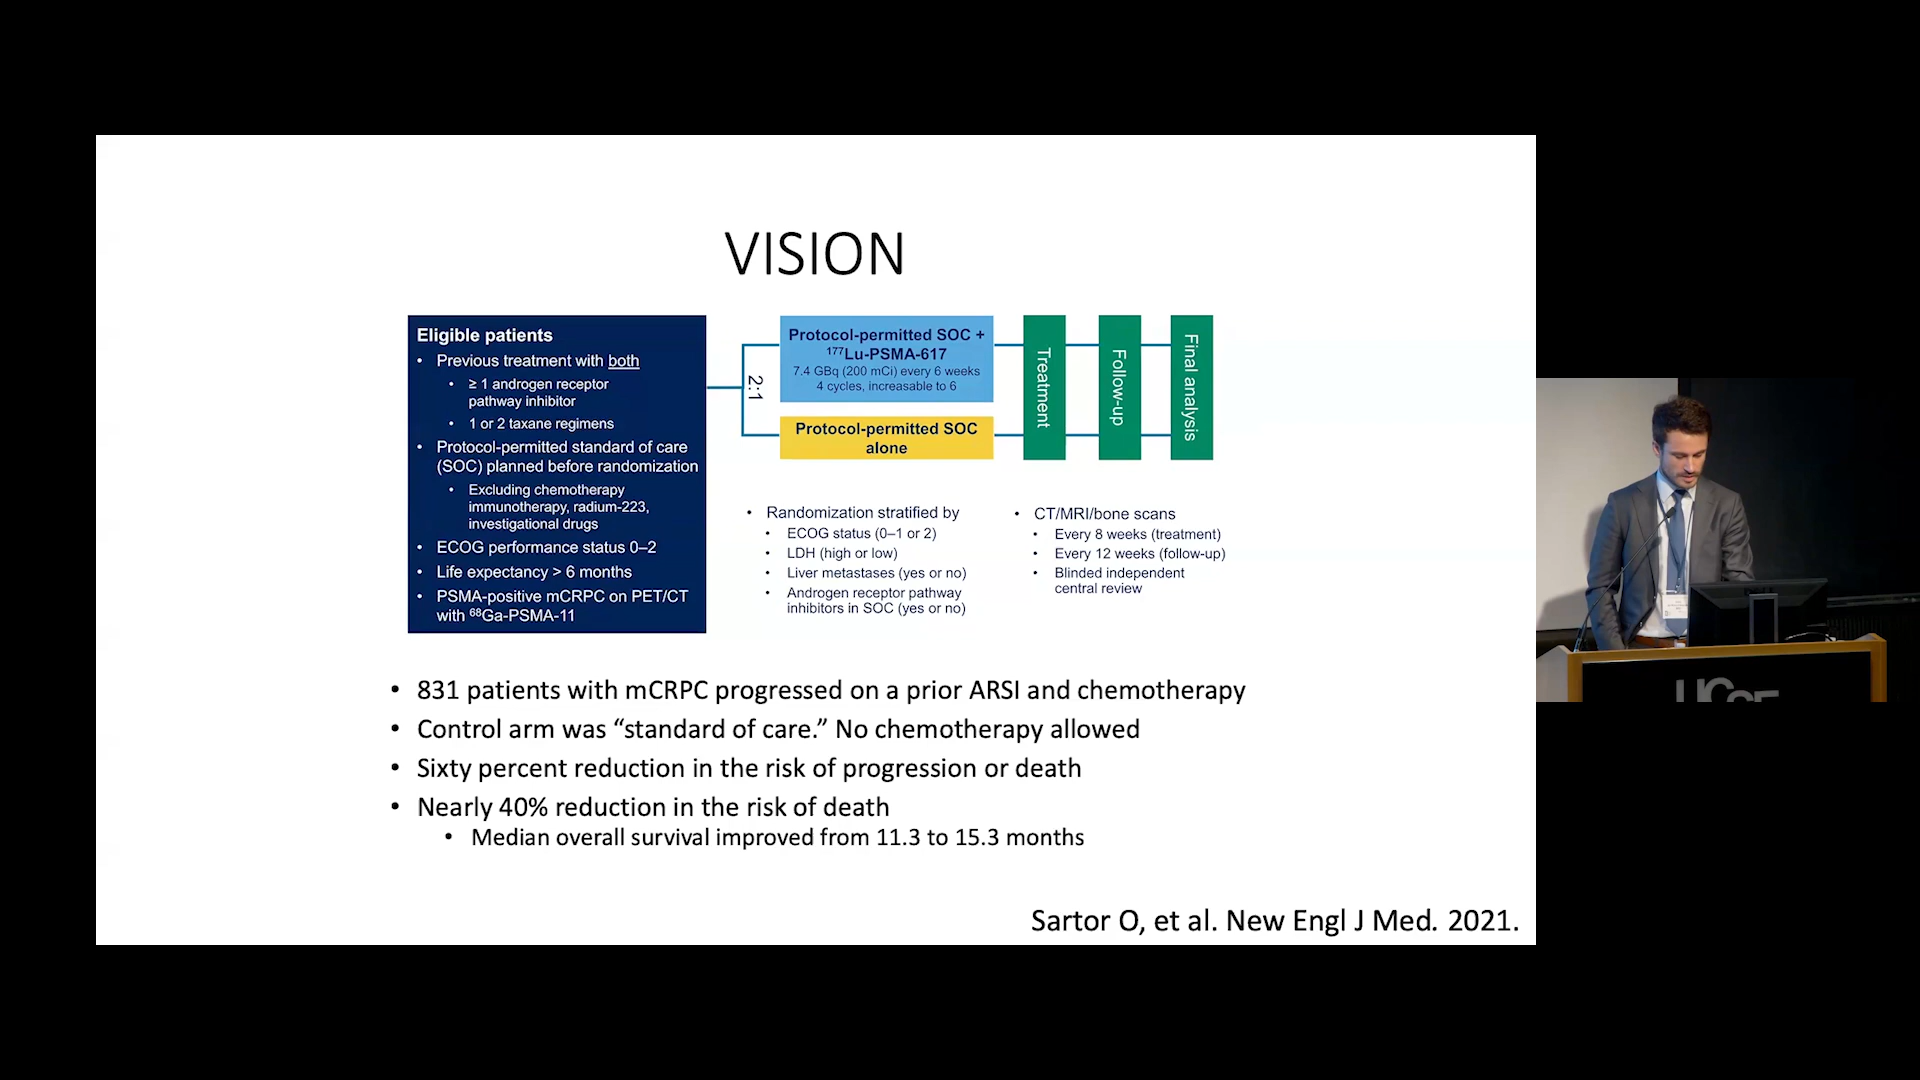 VISION
Eligible patients
• Previous treatment with both
• ≥ 1 androgen receptor
pathway inhibitor
• 1 or 2 taxane regimens
• Protocol-permitted standard of care
(SOC) planned before randomization
• Excluding chemotherapy
immunotherapy, radium-223,
investigational drugs
• ECOG performance status 0–2
• Life expectancy > 6 months
• PSMA-positive mCRPC on PET/CT
with ⁶⁸Ga-PSMA-11
2:1
Protocol-permitted SOC +
¹⁷⁷Lu-PSMA-617
7.4 GBq (200 mCi) every 6 weeks
4 cycles, increasable to 6
Protocol-permitted SOC
alone
Treatment
Follow-up
Final analysis
• Randomization stratified by
• ECOG status (0–1 or 2)
• LDH (high or low)
• Liver metastases (yes or no)
• Androgen receptor pathway
inhibitors in SOC (yes or no)
• CT/MRI/bone scans
• Every 8 weeks (treatment)
• Every 12 weeks (follow-up)
• Blinded independent
central review
• 831 patients with mCRPC progressed on a prior ARSI and chemotherapy
• Control arm was “standard of care.” No chemotherapy allowed
• Sixty percent reduction in the risk of progression or death
• Nearly 40% reduction in the risk of death
• Median overall survival improved from 11.3 to 15.3 months
Sartor O, et al. New Engl J Med. 2021.
UCSF